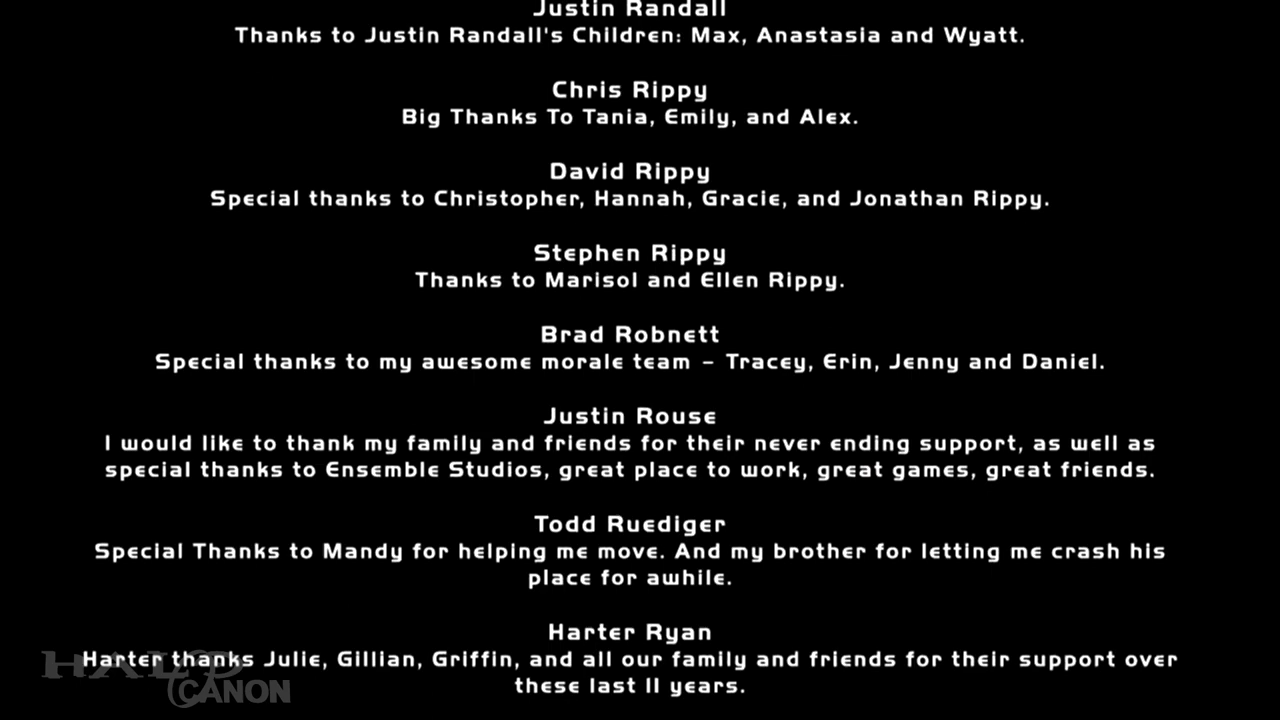 Justin Randall
Thanks to Justin Randall's Children: Max, Anastasia and Wyatt.
Chris Rippy
Big Thanks To Tania, Emily, and Alex.
David Rippy
Special thanks to Christopher, Hannah, Gracie, and Jonathan Rippy.
Stephen Rippy
Thanks to Marisol and Ellen Rippy.
Brad Robnett
Special thanks to my awesome morale team – Tracey, Erin, Jenny and Daniel.
Justin Rouse
I would like to thank my family and friends for their never ending support, as well as
special thanks to Ensemble Studios, great place to work, great games, great friends.
Todd Ruediger
Special Thanks to Mandy for helping me move. And my brother for letting me crash his
place for awhile.
Harter Ryan
Harter thanks Julie, Gillian, Griffin, and all our family and friends for their support over
these last 11 years.
HALO
CANON